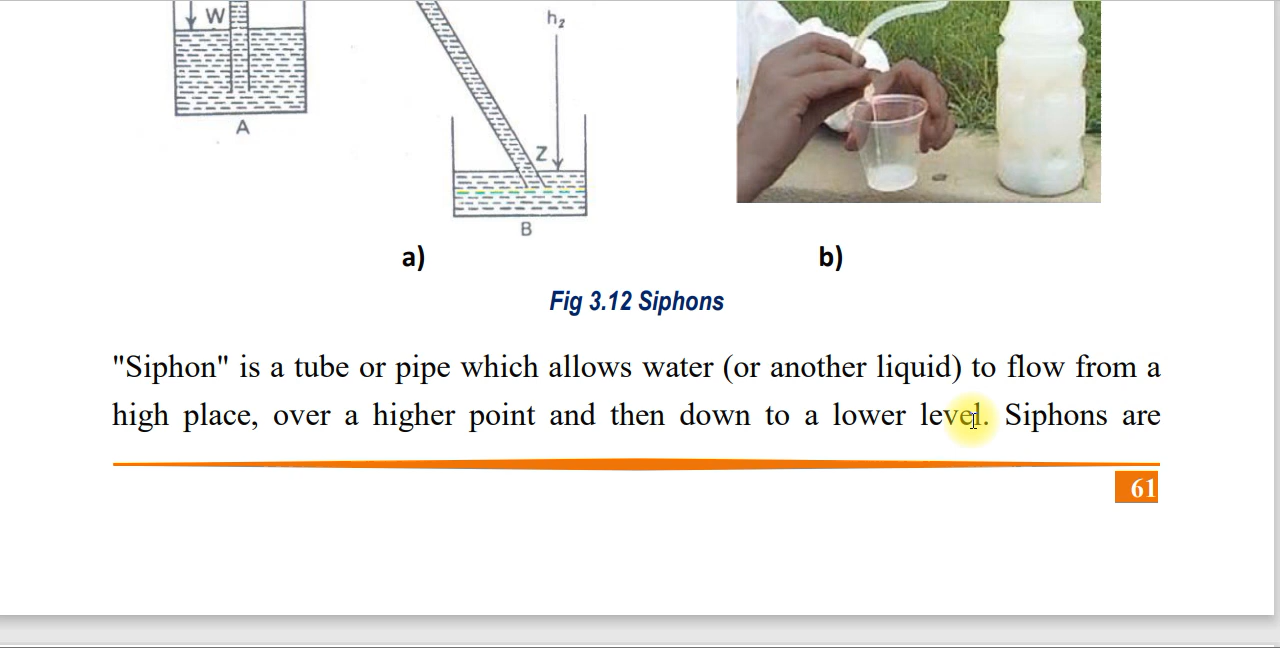 W
h₂
A
Z
B
a)
b)
Fig 3.12 Siphons
"Siphon" is a tube or pipe which allows water (or another liquid) to flow from a
high place, over a higher point and then down to a lower level. Siphons are
61